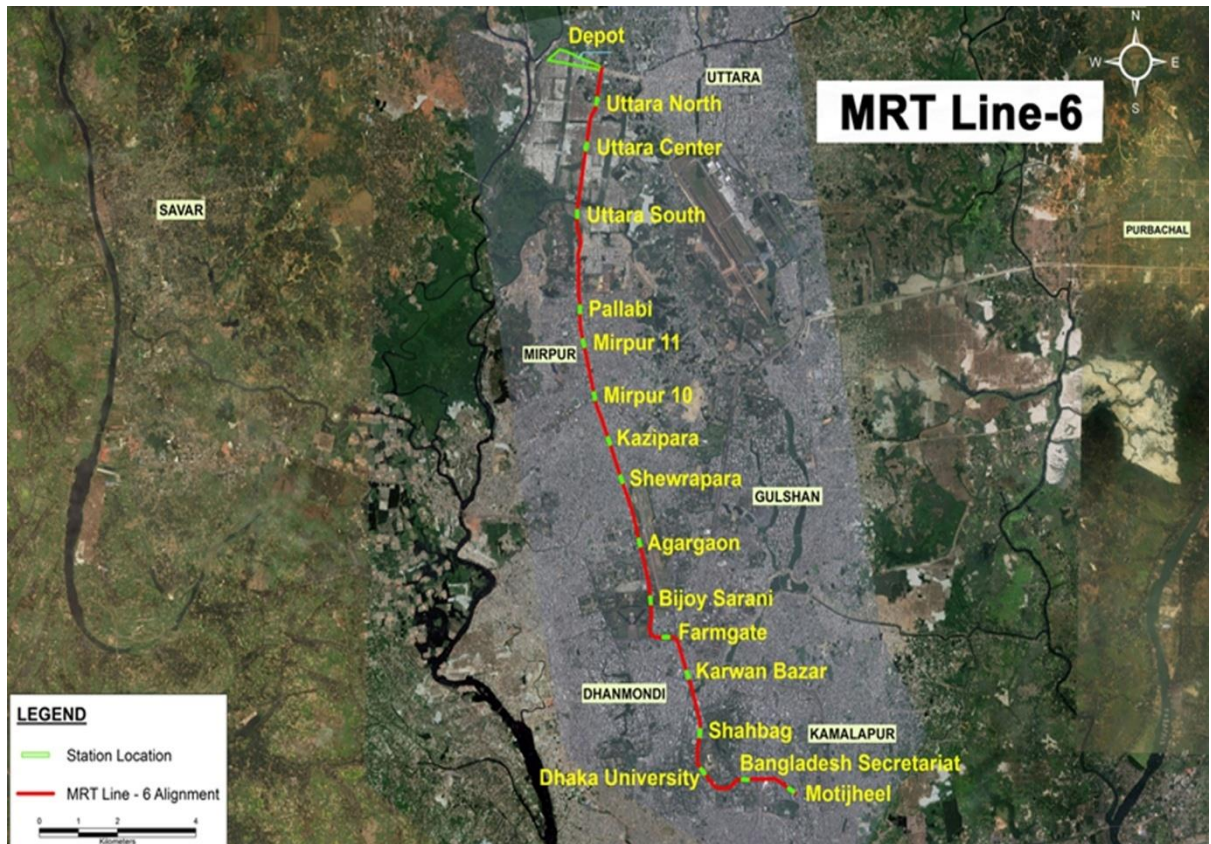 Depot
N
W E
S
UTTARA
MRT Line-6
Uttara North
Uttara Center
SAVAR
Uttara South
PURBACHAL
Pallabi
Mirpur 11
MIRPUR
Mirpur 10
Kazipara
Shewrapara
GULSHAN
Agargaon
Bijoy Sarani
Farmgate
Karwan Bazar
DHANMONDI
Shahbag
KAMALAPUR
Bangladesh Secretariat
Dhaka University
Motijheel
LEGEND
Station Location
MRT Line - 6 Alignment
0 1 2 4
Kilometers